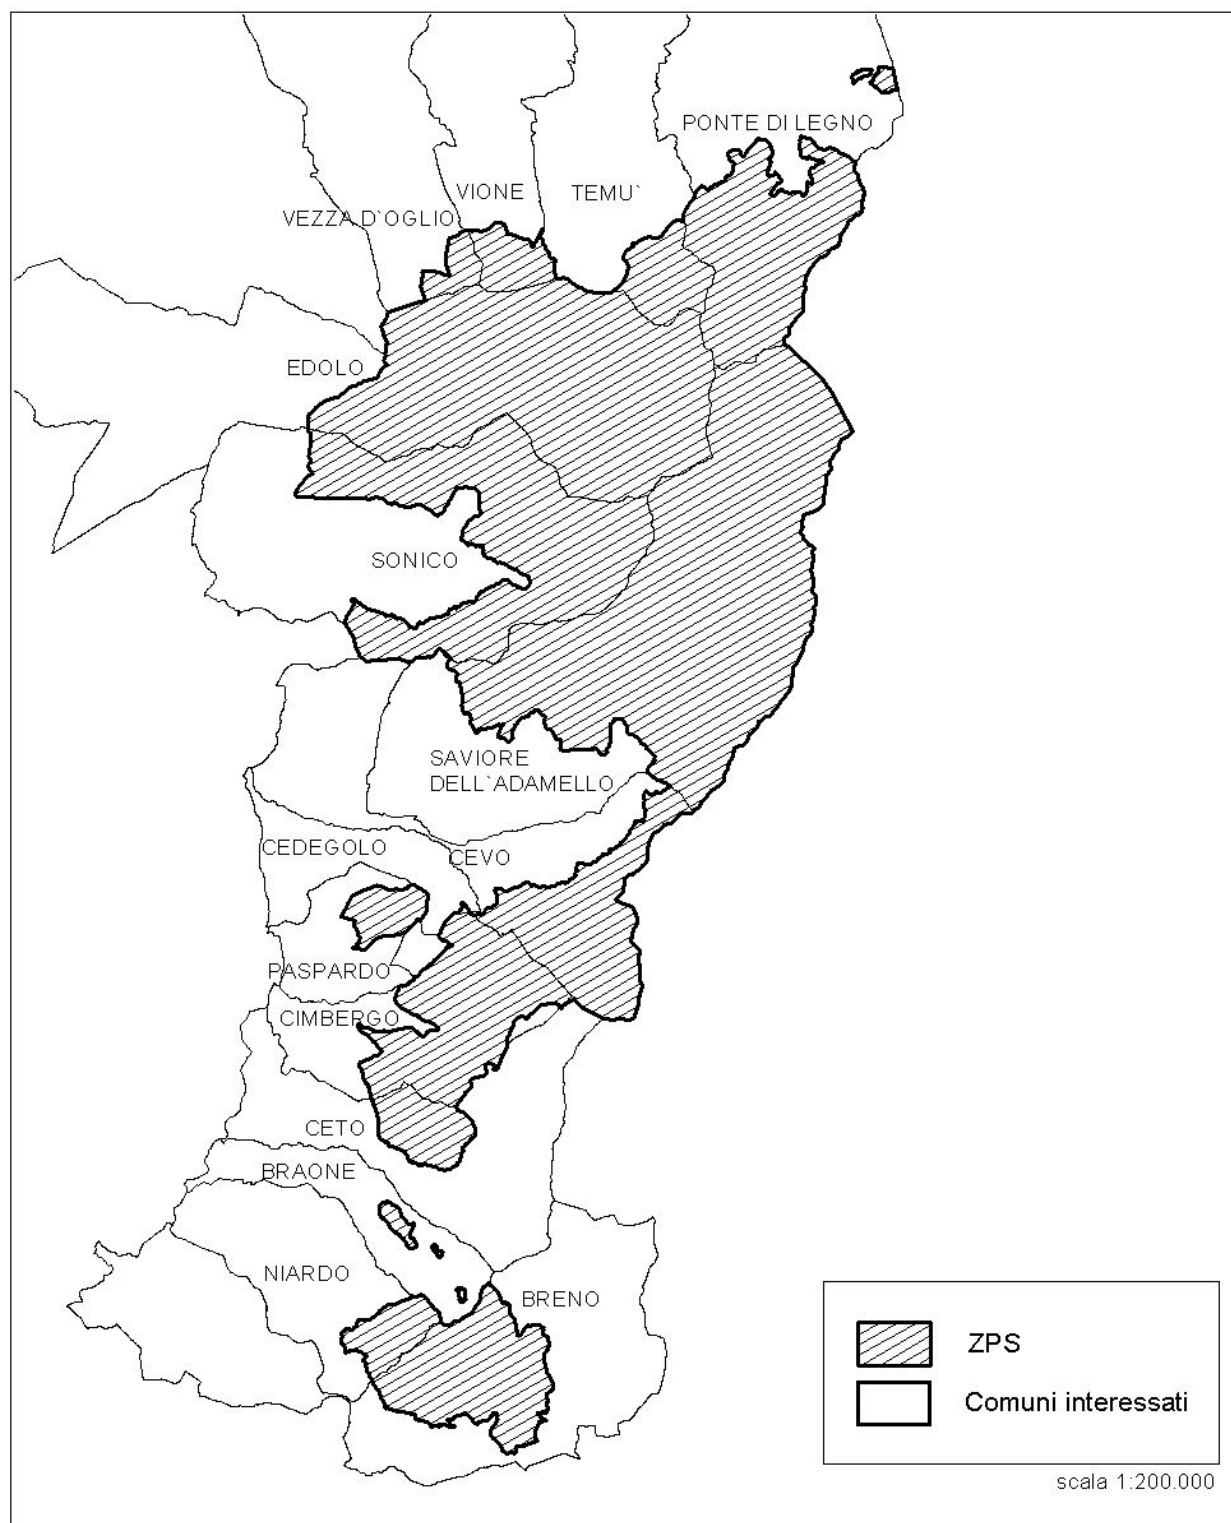 PONTE DI LEGNO
VIONE
TEMU`
VEZZA D`OGLIO
EDOLO
SONICO
SAVIORE
DELL`ADAMELLO
CEDEGOLO
CEVO
PASPARDO
CIMBERGO
CETO
BRAONE
NIARDO
BRENO
ZPS
Comuni interessati
scala 1:200.000